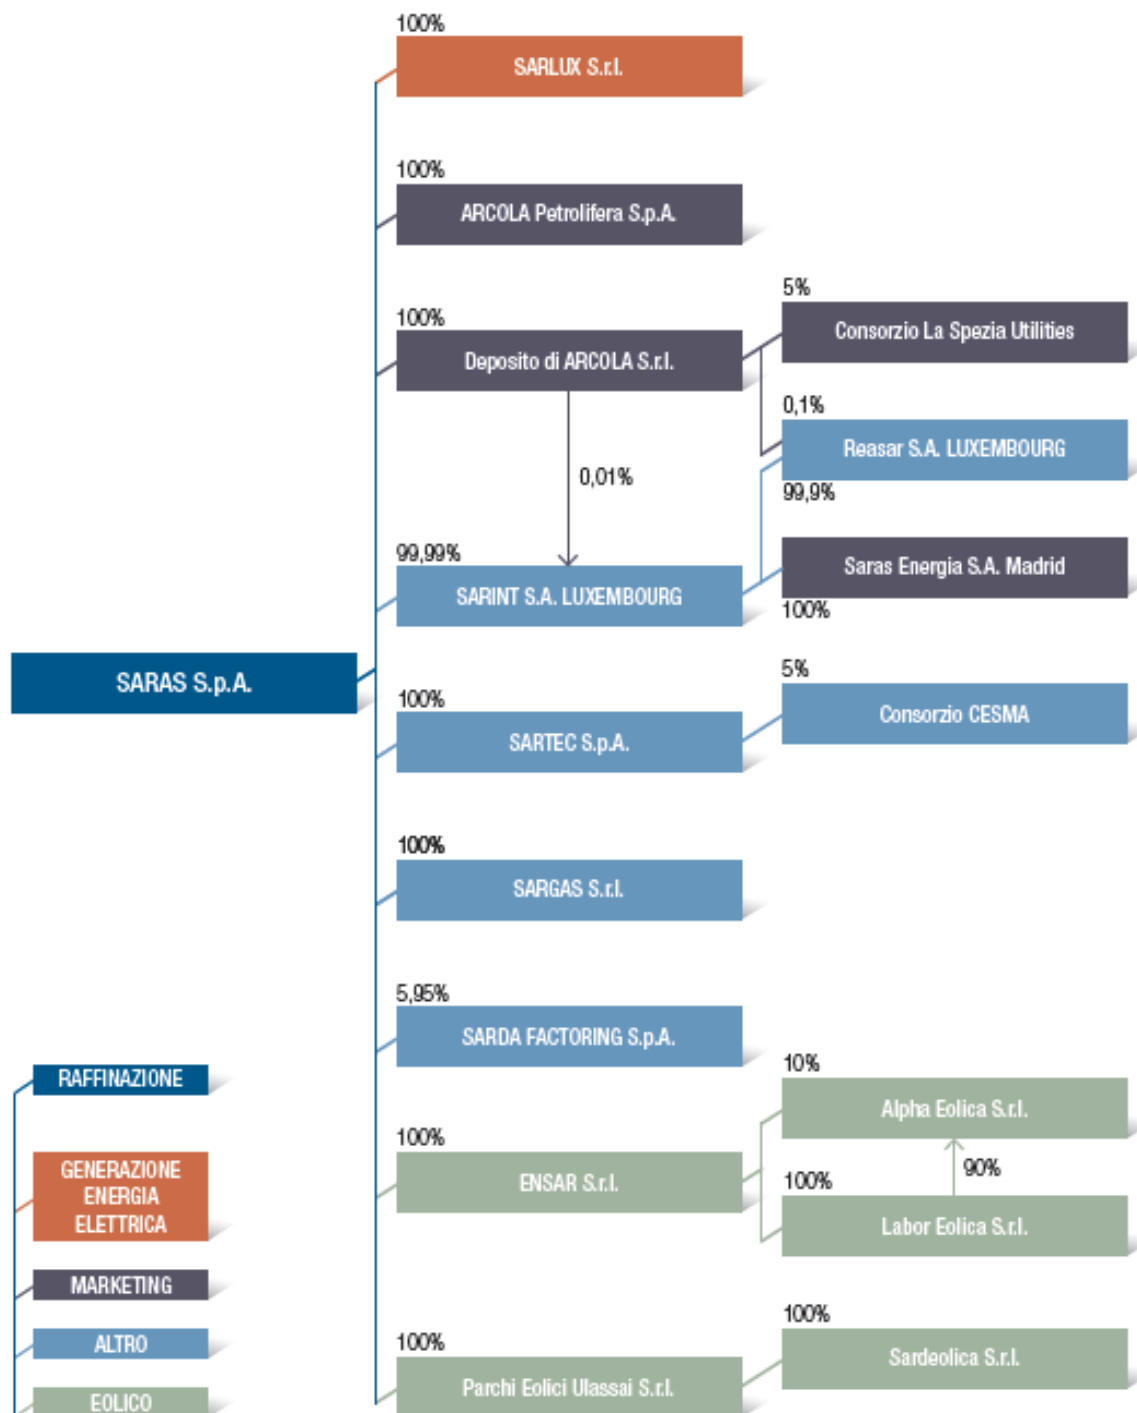 100%
SARLUX S.r.l.
100%
ARCOLA Petrolifera S.p.A.
5%
Consorzio La Spezia Utilities
100%
Deposito di ARCOLA S.r.l.
0,1%
Reasar S.A. LUXEMBOURG
99,9%
0,01%
99,99%
SARINT S.A. LUXEMBOURG
Saras Energia S.A. Madrid
100%
SARAS S.p.A.
100%
SARTEC S.p.A.
5%
Consorzio CESMA
100%
SARGAS S.r.l.
5,95%
SARDA FACTORING S.p.A.
10%
Alpha Eolica S.r.l.
100%
ENSAR S.r.l.
90%
100%
Labor Eolica S.r.l.
100%
Parchi Eolici Ulassai S.r.l.
100%
Sardeolica S.r.l.
RAFFINAZIONE
GENERAZIONE
ENERGIA
ELETTRICA
MARKETING
ALTRO
EOLICO